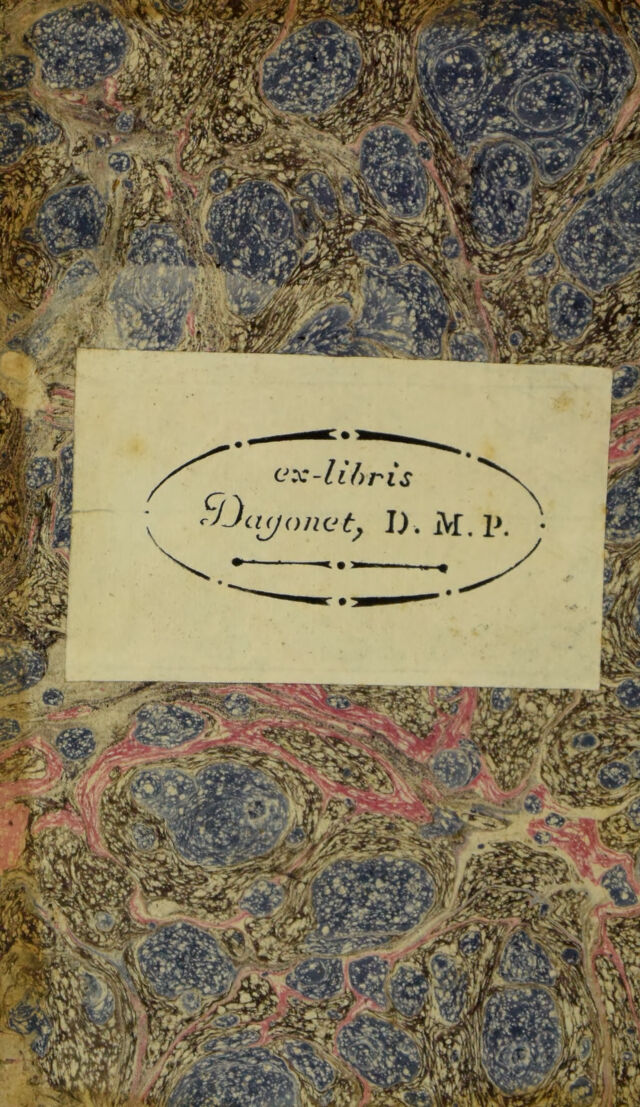 ex-libris
Dagonet, D. M. P.